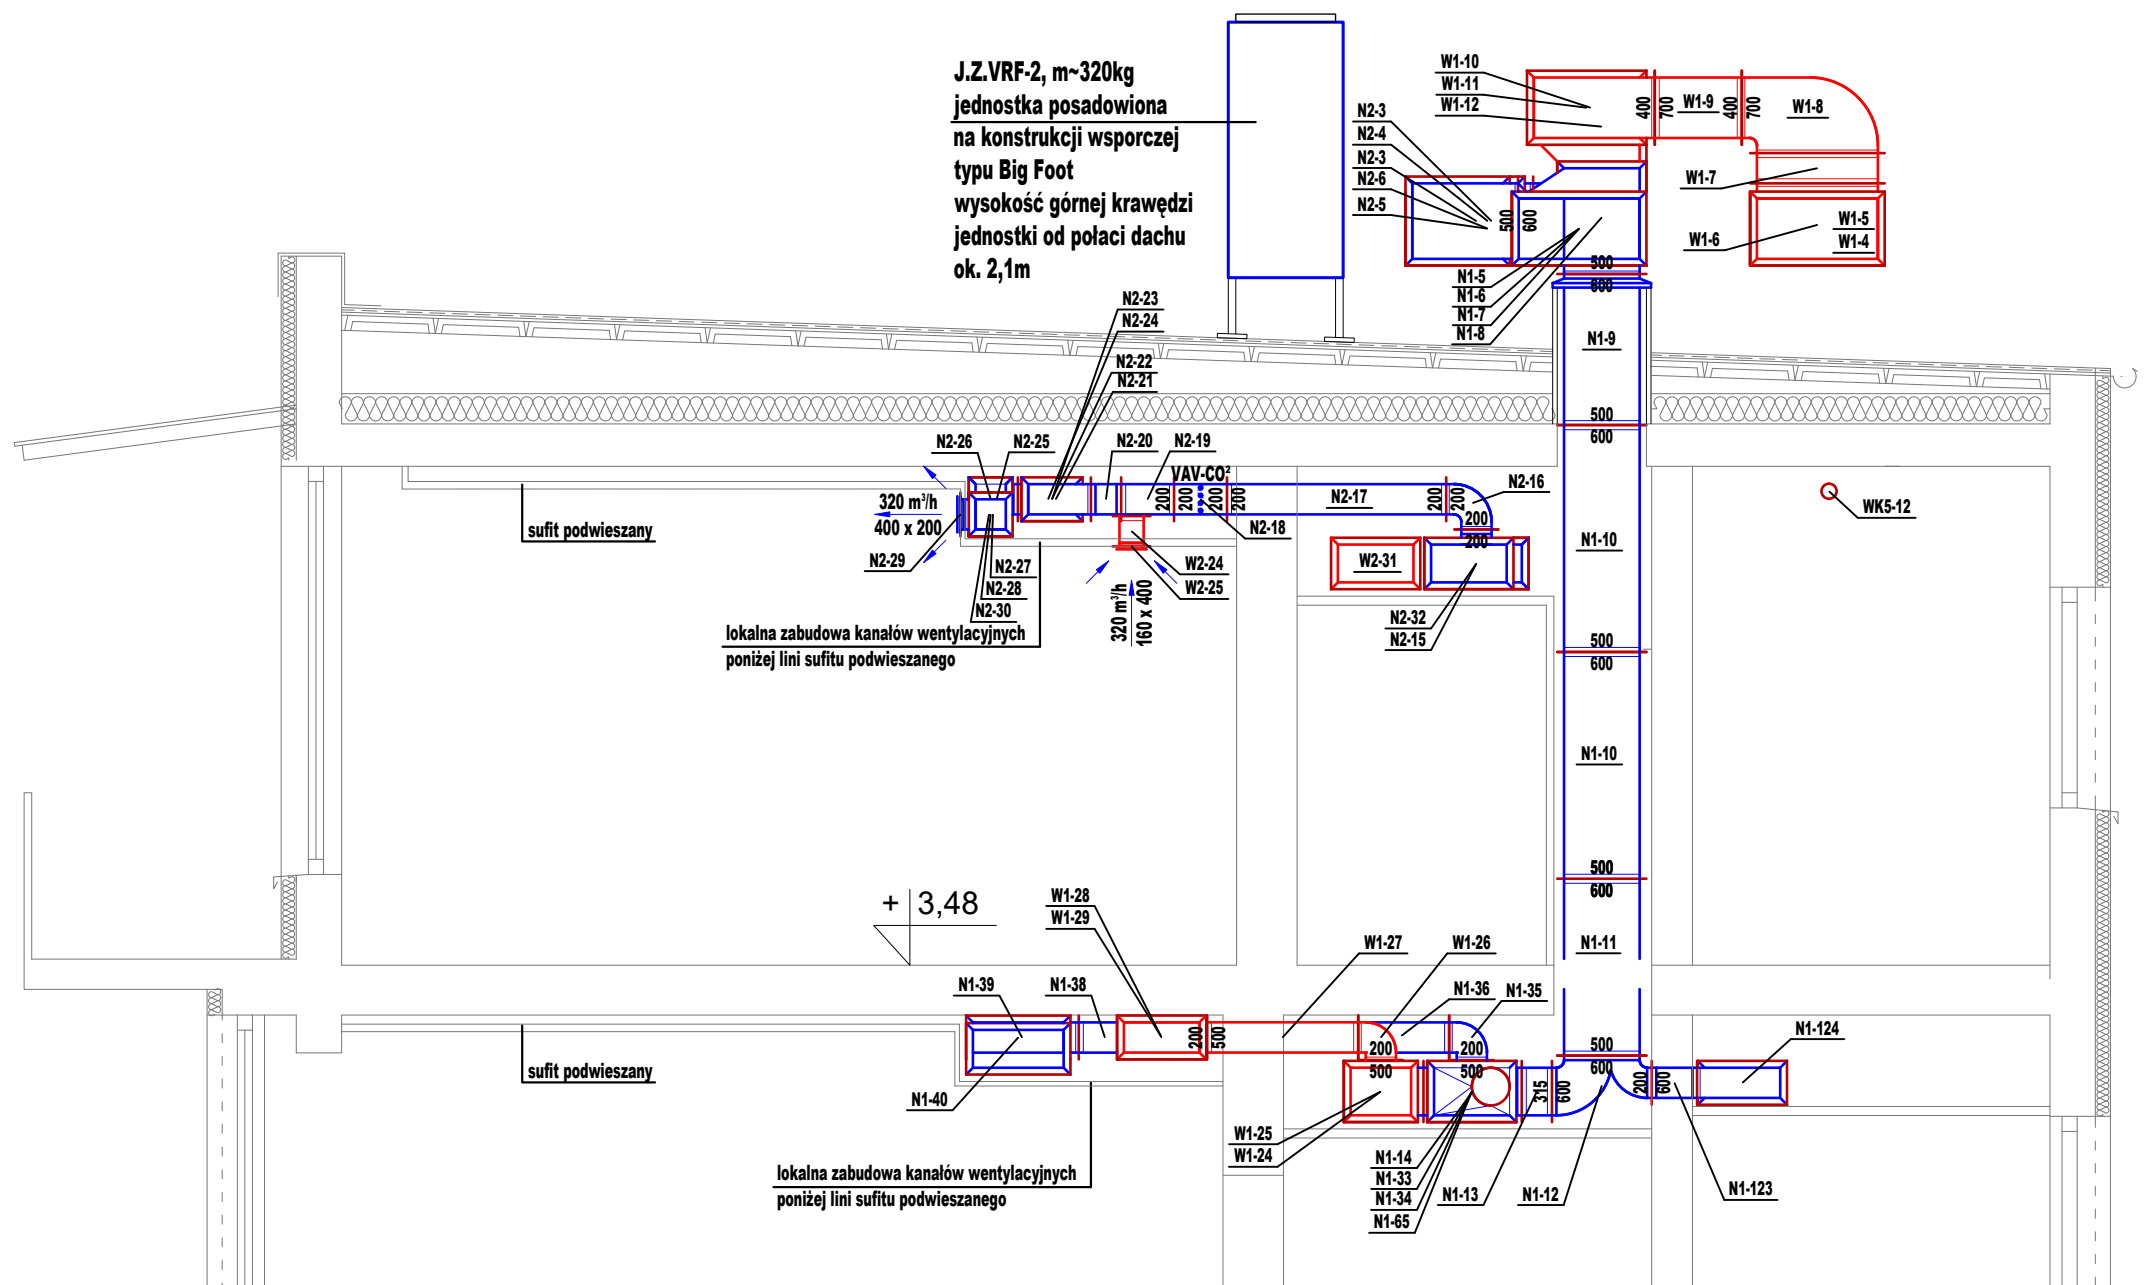 J.Z.VRF-2, m~320kg
jednostka posadowiona
na konstrukcji wsporczej
typu Big Foot
wysokość górnej krawędzi
jednostki od połaci dachu
ok. 2,1m
W1-10
W1-11
W1-12
400
700
W1-9
400
700
W1-8
N2-3
N2-4
N2-3
N2-6
N2-5
500
600
W1-7
W1-6
W1-5
W1-4
500
600
N1-5
N1-6
N1-7
N1-8
N1-9
N2-23
N2-24
N2-22
N2-21
500
600
N2-26
N2-25
N2-20
N2-19
VAV-CO²
200
200
200
200
N2-17
200
200
N2-16
N2-18
320 m³/h
400 x 200
N2-29
sufit podwieszany
200
200
WK5-12
N1-10
N2-27
N2-28
N2-30
W2-24
W2-25
320 m³/h
160 x 400
W2-31
N2-32
N2-15
lokalna zabudowa kanałów wentylacyjnych
poniżej lini sufitu podwieszanego
500
600
N1-10
500
600
+ 3,48
W1-28
W1-29
W1-27
W1-26
N1-11
N1-39
N1-38
N1-36
N1-35
200
500
200
500
200
500
500
600
N1-124
sufit podwieszany
N1-40
315
600
200
600
W1-25
W1-24
N1-14
N1-33
N1-34
N1-65
N1-13
N1-12
N1-123
lokalna zabudowa kanałów wentylacyjnych
poniżej lini sufitu podwieszanego